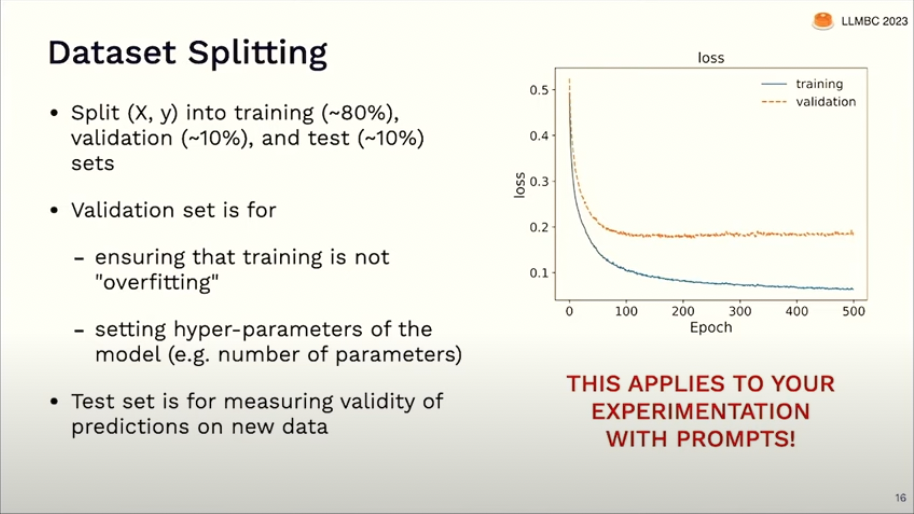 LLMBC 2023
Dataset Splitting
• Split (X, y) into training (~80%),
validation (~10%), and test (~10%)
sets
• Validation set is for
– ensuring that training is not
"overfitting"
– setting hyper-parameters of the
model (e.g. number of parameters)
• Test set is for measuring validity of
predictions on new data
loss
training
validation
0.5
0.4
0.3
0.2
0.1
loss
0 100 200 300 400 500
Epoch
THIS APPLIES TO YOUR
EXPERIMENTATION
WITH PROMPTS!
16